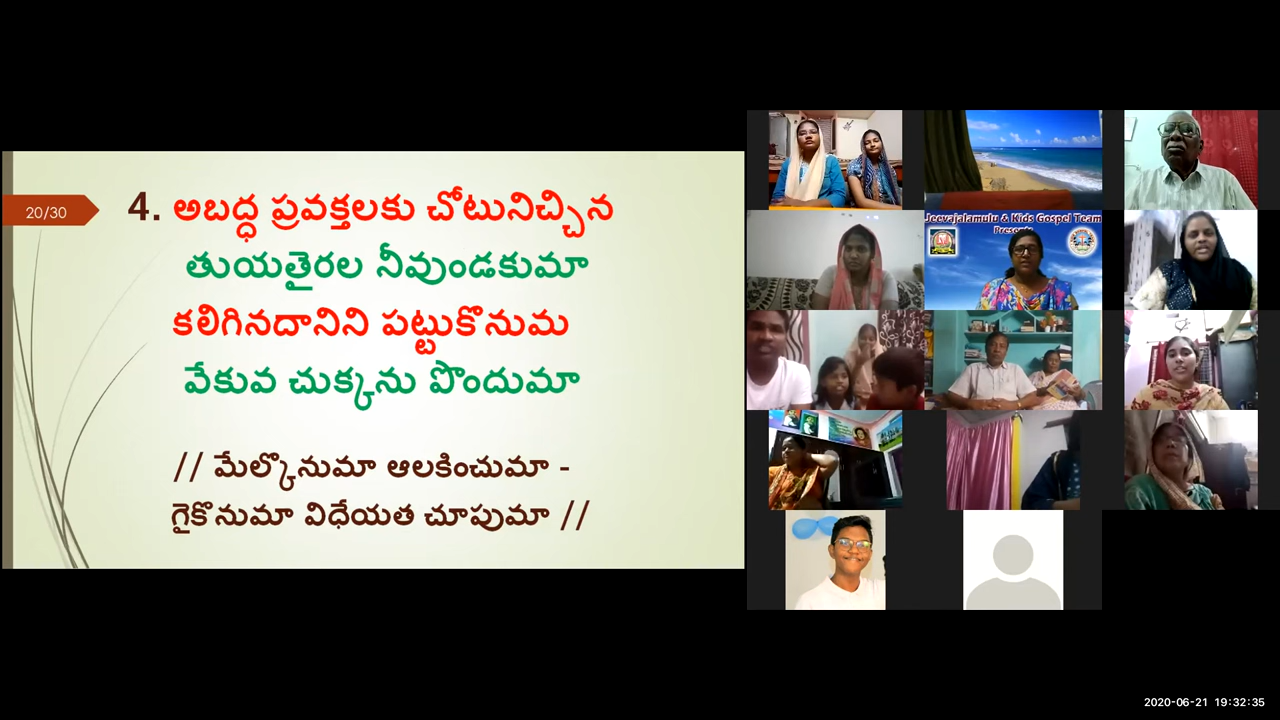 20/30
4. అబద్ధ ప్రవక్తలకు చోటునిచ్చిన
తుయతైరల నీవుండకుమా
కలిగినదానిని పట్టుకొనుమ
వేకువ చుక్కను పొందుమా
// మేల్కొనుమా ఆలకించుమా -
గైకొనుమా విధేయత చూపుమా //
Jeevajalamulu & Kids Gospel Team
Presents
2020-06-21 19:32:35